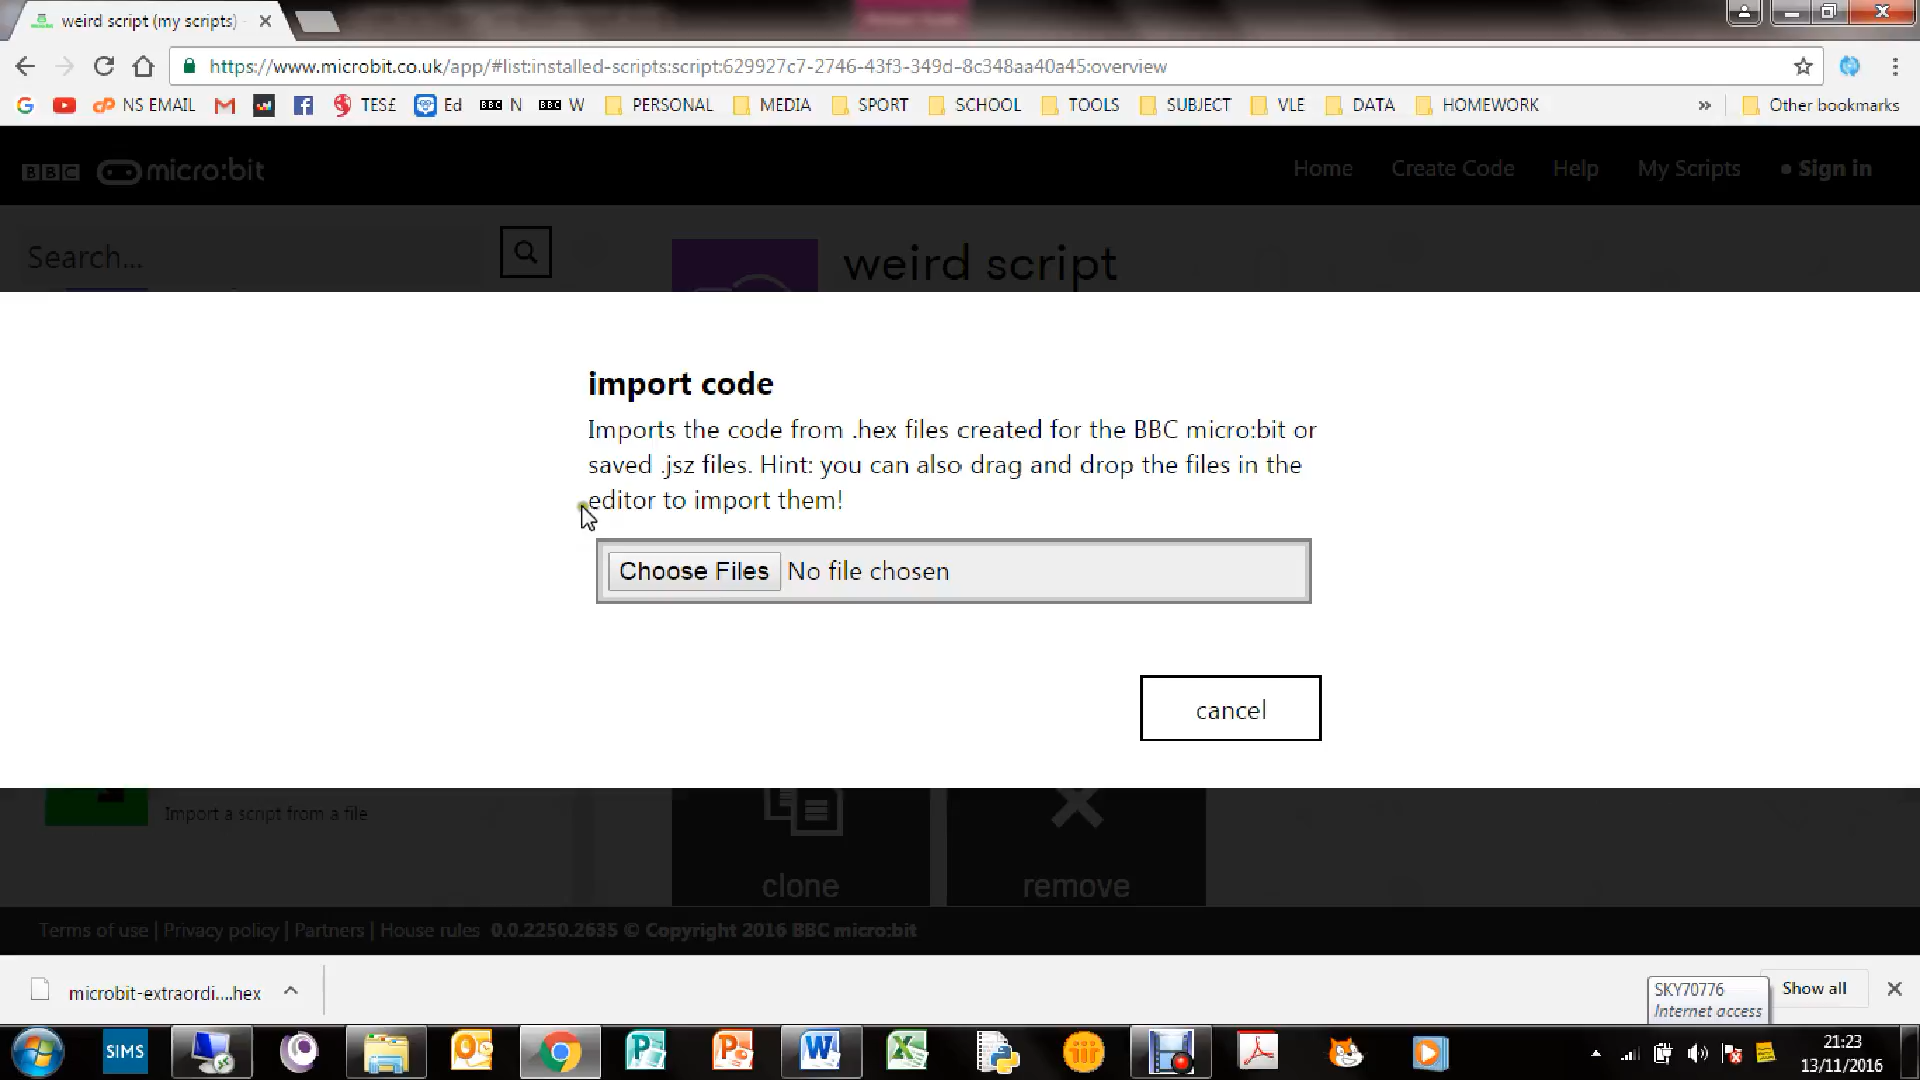 weird script (my scripts)
https://www.microbit.co.uk/app/#list:installed-scripts:script:629927c7-2746-43f3-349d-8c348aa40a45:overview
NS EMAIL TES£ Ed BBC N BBC W PERSONAL MEDIA SPORT SCHOOL TOOLS SUBJECT VLE DATA HOMEWORK » Other bookmarks
BBC micro:bit Home Create Code Help My Scripts • Sign in
Search...
weird script
import code
Imports the code from .hex files created for the BBC micro:bit or
saved .jsz files. Hint: you can also drag and drop the files in the
editor to import them!
Choose Files No file chosen
cancel
Import a script from a file
clone remove
Terms of use | Privacy policy | Partners | House rules 0.0.2250.2635 © Copyright 2016 BBC micro:bit
microbit-extraordi....hex
SKY70776
Internet access
Show all
SIMS
21:23
13/11/2016